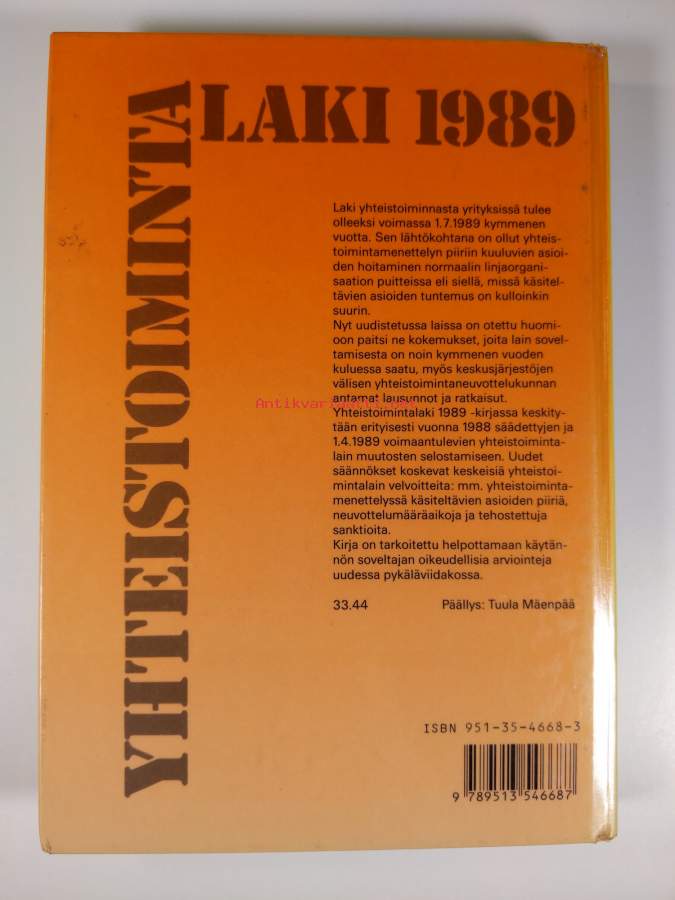 YHTEISTOIMINTA
LAKI 1989
Laki yhteistoiminnasta yrityksissä tulee
olleeksi voimassa 1.7.1989 kymmenen
vuotta. Sen lähtökohtana on ollut yhteis-
toimintamenettelyn piiriin kuuluvien asioi-
den hoitaminen normaalin linjaorgani-
saation puitteissa eli siellä, missä käsitel-
tävien asioiden tuntemus on kulloinkin
suurin.
Nyt uudistetussa laissa on otettu huomi-
oon paitsi ne kokemukset, joita lain sovel-
tamisesta on noin kymmenen vuoden
kuluessa saatu, myös keskusjärjestöjen
välisen yhteistoimintaneuvottelukunnan
antamat lausunnot ja ratkaisut.
Yhteistoimintalaki 1989 -kirjassa keskity-
tään erityisesti vuonna 1988 säädettyjen ja
1.4.1989 voimaantulevien yhteistoiminta-
lain muutosten selostamiseen. Uudet
säännökset koskevat keskeisiä yhteistoi-
mintalain velvoitteita: mm. yhteistoiminta-
menettelyssä käsiteltävien asioiden piiriä,
neuvottelumääräaikoja ja tehostettuja
sanktioita.
Kirja on tarkoitettu helpottamaan käytän-
nön soveltajan oikeudellisia arviointeja
uudessa pykäläviidakossa.
33.44 Päällys: Tuula Mäenpää
ISBN 951-35-4668-3
9 789513 546687